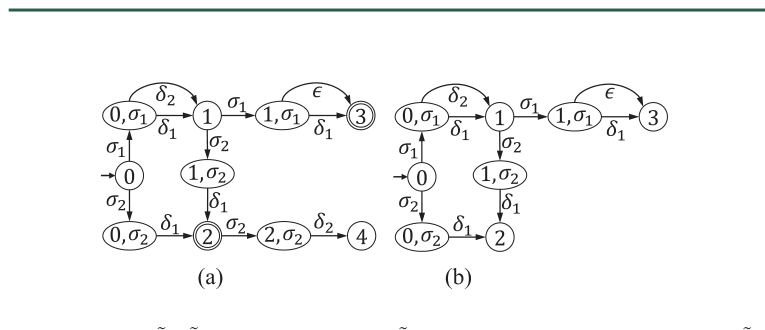 δ₂ δ₂
0,σ₁ δ₁ 1 σ₁ 1,σ₁ ϵ δ₁ 3 0,σ₁ δ₁ 1 σ₁ 1,σ₁ ϵ δ₁ 3
σ₁ σ₂ σ₁ σ₂
0 1,σ₂ 0 1,σ₂
σ₂ δ₁ σ₂ δ₁
0,σ₂ δ₁ 2 σ₂ 2,σ₂ δ₂ 4 0,σ₂ δ₁ 2
(a) (b)